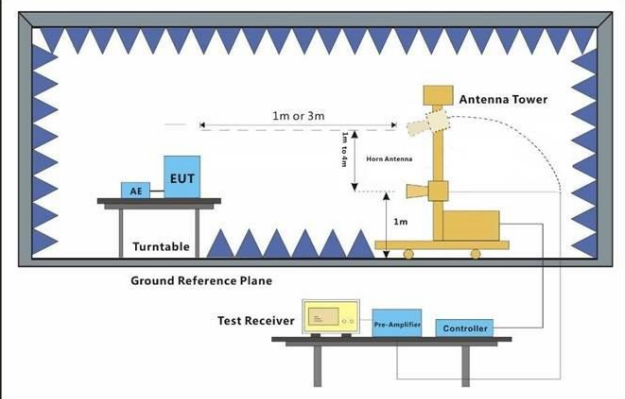 Antenna Tower
1m or 3m
1m to 4m
Horn Antenna
AE
EUT
1m
Turntable
Ground Reference Plane
Test Receiver
Pre-Amplifier
Controller